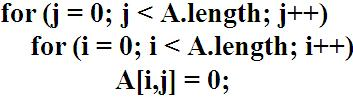 for (j = 0; j < A.length; j++)
for (i = 0; i < A.length; i++)
A[i,j] = 0;